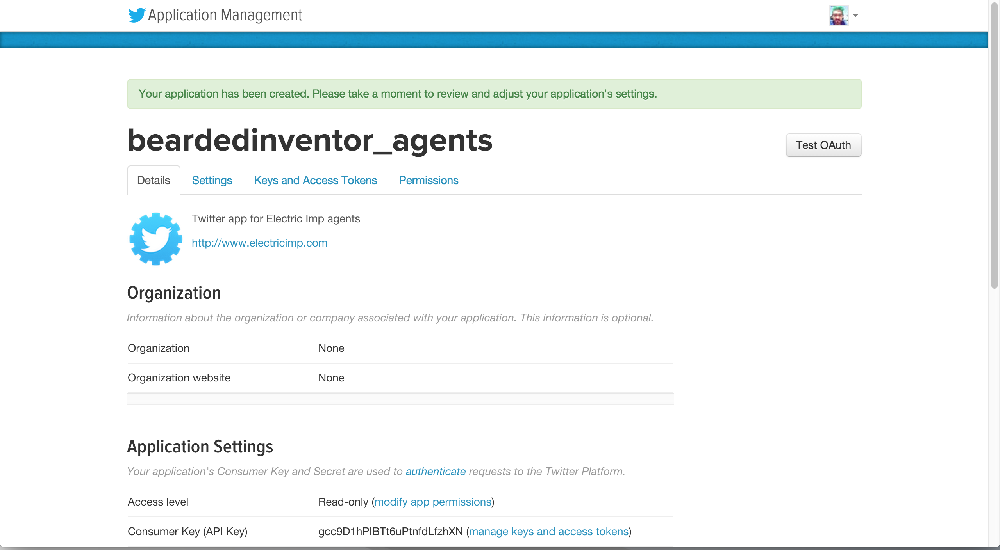 Application Management
Your application has been created. Please take a moment to review and adjust your application's settings.
beardedinventor_agents
Test OAuth
Details Settings Keys and Access Tokens Permissions
Twitter app for Electric Imp agents
http://www.electricimp.com
Organization
Information about the organization or company associated with your application. This information is optional.
Organization None
Organization website None
Application Settings
Your application's Consumer Key and Secret are used to authenticate requests to the Twitter Platform.
Access level Read-only (modify app permissions)
Consumer Key (API Key) gcc9D1hPIBTt6uPtnfdLfzhXN (manage keys and access tokens)